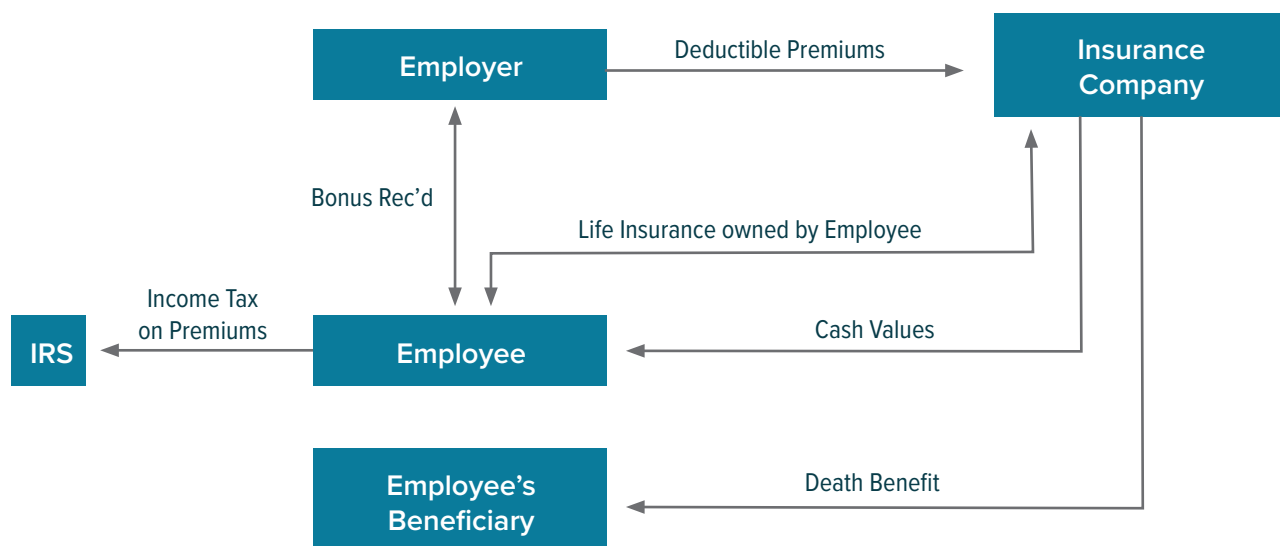 Employer
Deductible Premiums
Insurance
Company
Bonus Rec’d
Life Insurance owned by Employee
Income Tax
on Premiums
IRS
Employee
Cash Values
Employee’s
Beneficiary
Death Benefit